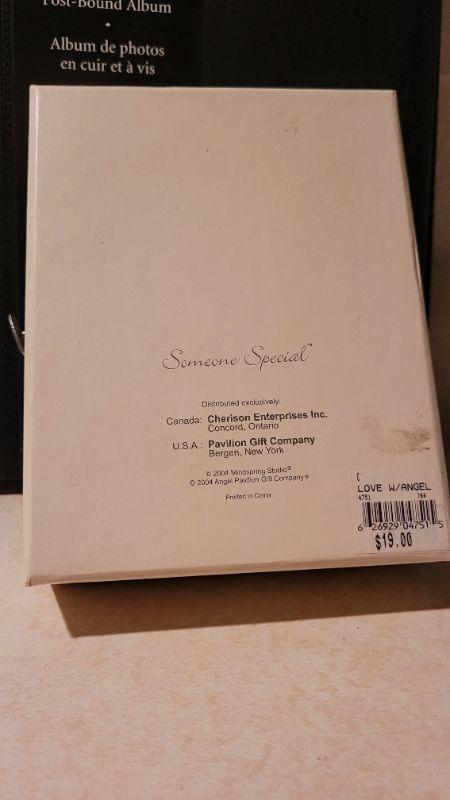 Post-Bound Album
•
Album de photos
en cuir et à vis
Someone Special™
Distributed exclusively:
Canada: Cherison Enterprises Inc.
Concord, Ontario
U.S.A.: Pavilion Gift Company
Bergen, New York
© 2004 Mindspring Studio®
© 2004 Angel Pavilion Gift Company®
Printed in China
C
LOVE W/ANGEL
4751 704
6 26929 04751 5
$19.00